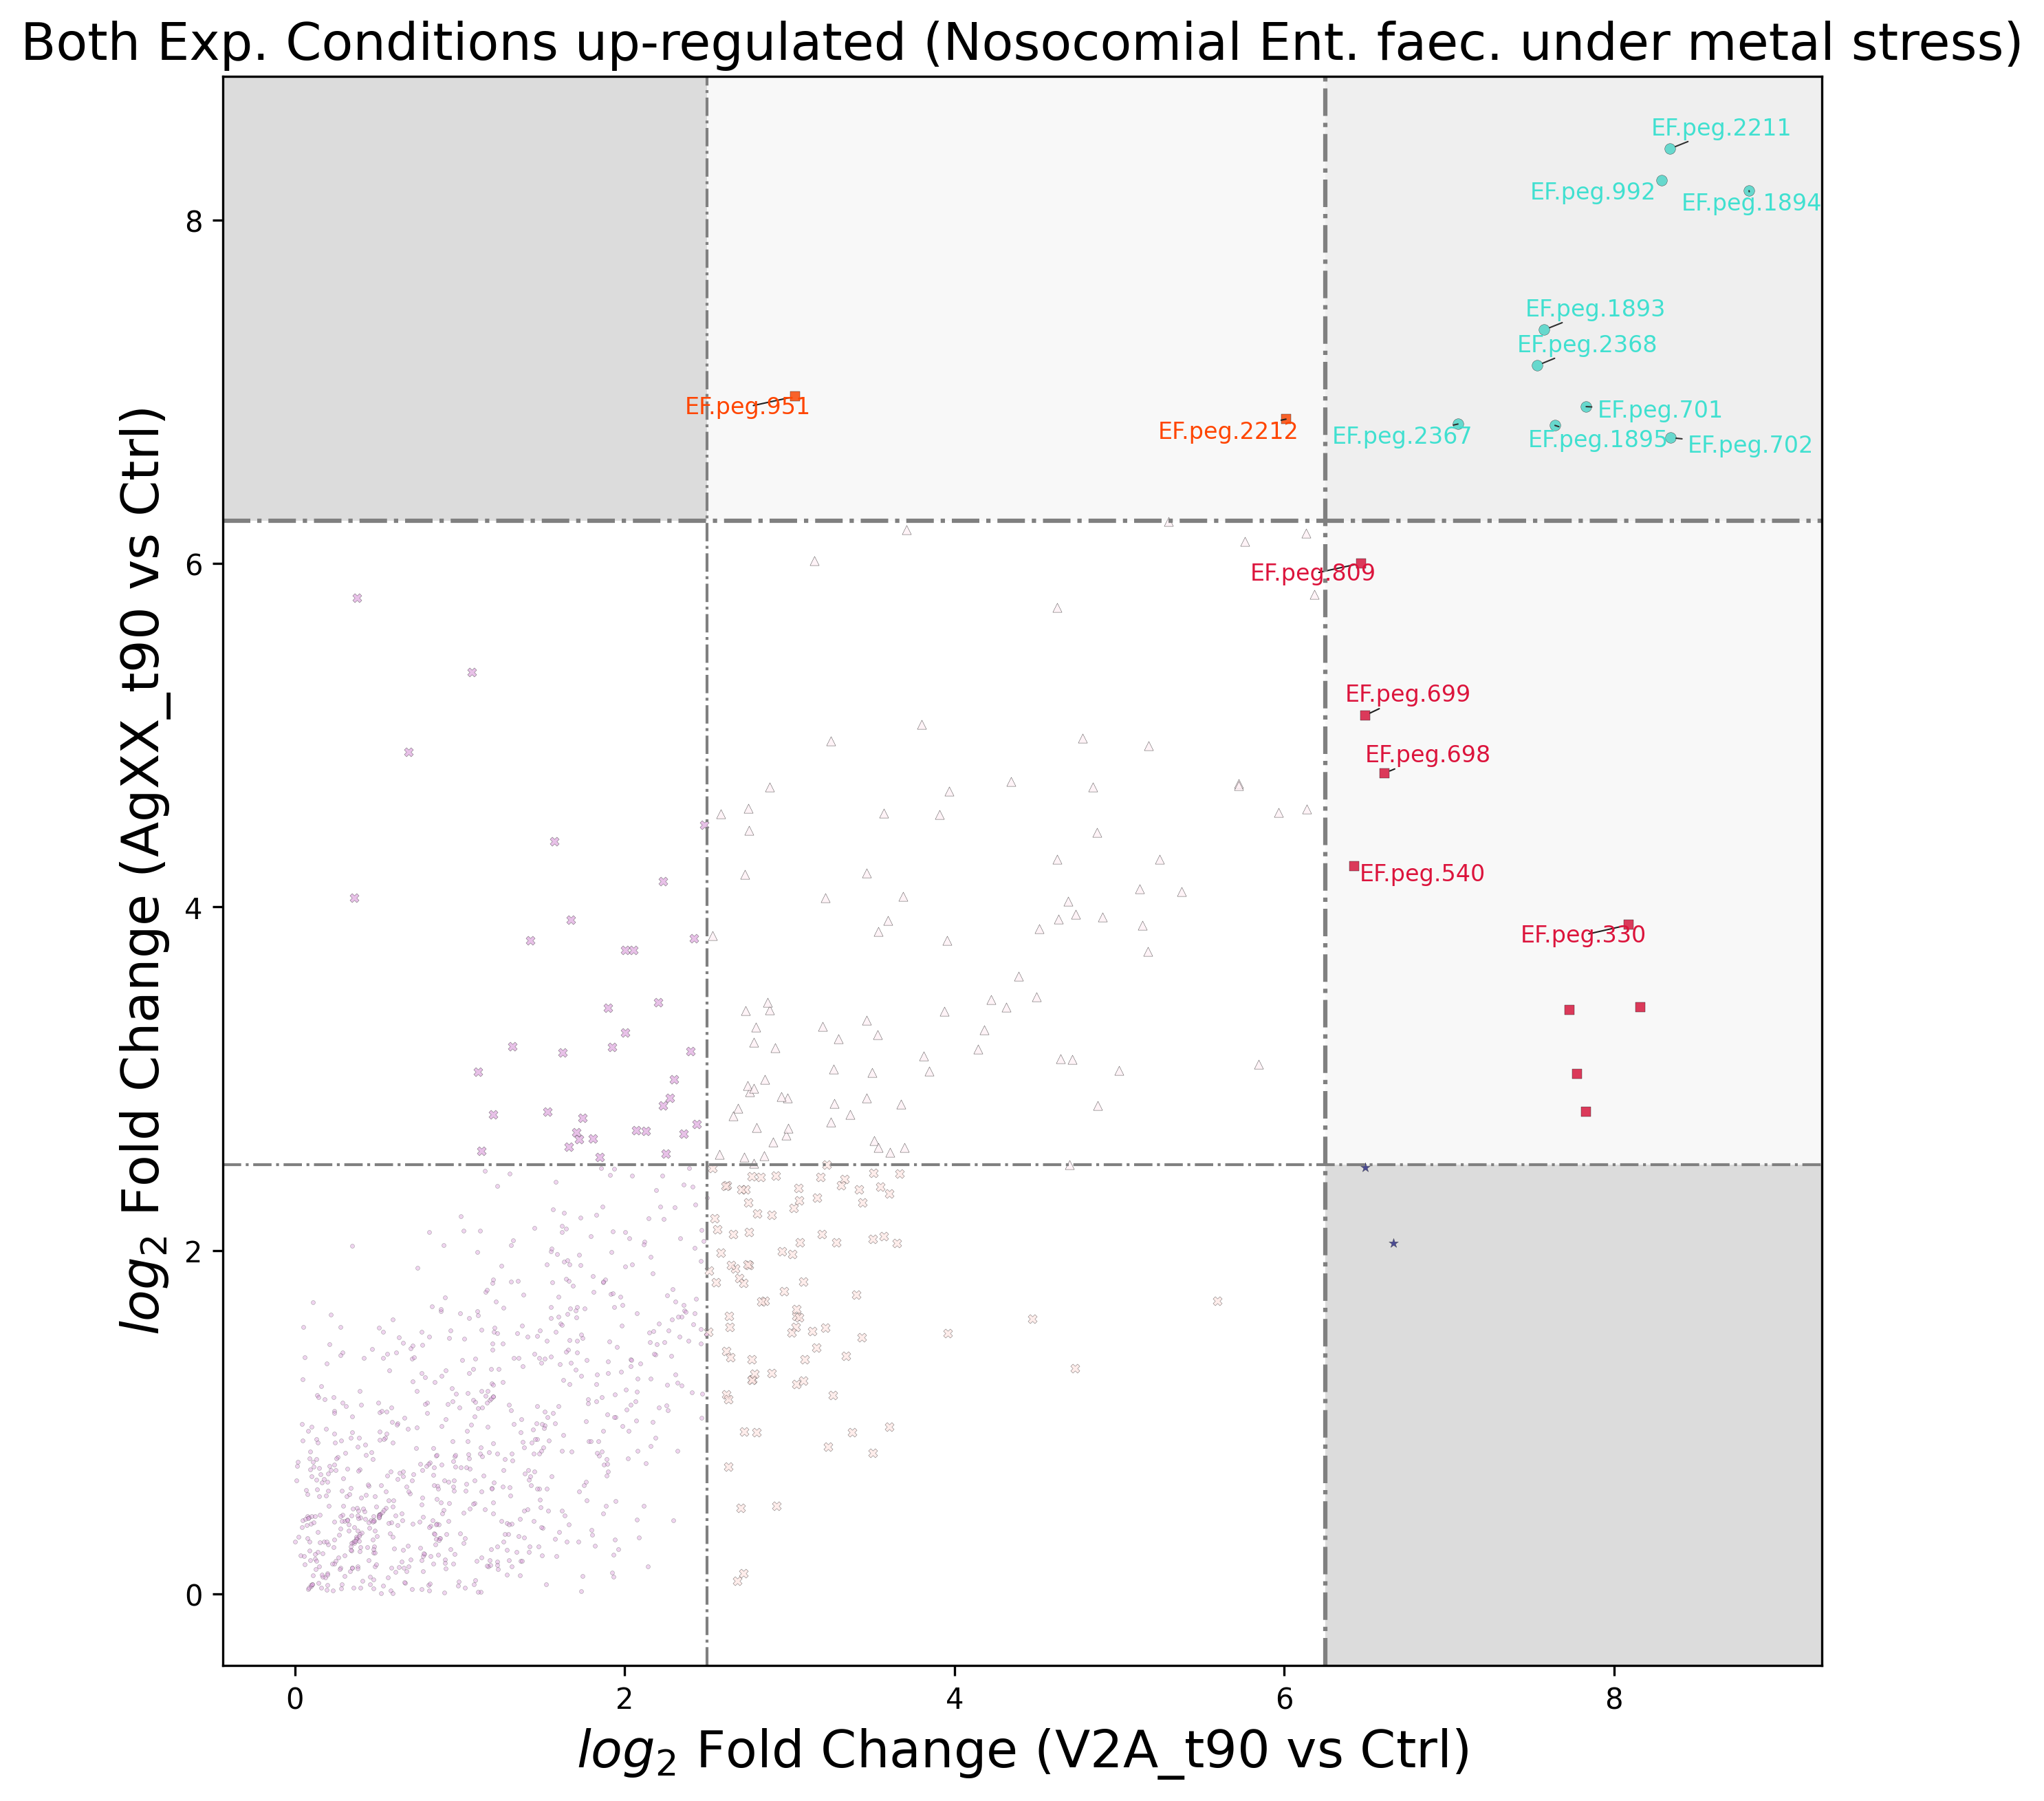 Both Exp. Conditions up-regulated (Nosocomial Ent. faec. under metal stress)
EF.peg.2211
EF.peg.992
EF.peg.1894
EF.peg.1893
EF.peg.2368
EF.peg.951
EF.peg.701
EF.peg.2212
EF.peg.2367
EF.peg.1895
EF.peg.702
EF.peg.809
EF.peg.699
EF.peg.698
EF.peg.540
EF.peg.330
8
6
4
2
0
log2 Fold Change (AgXX_t90 vs Ctrl)
0 2 4 6 8
log2 Fold Change (V2A_t90 vs Ctrl)